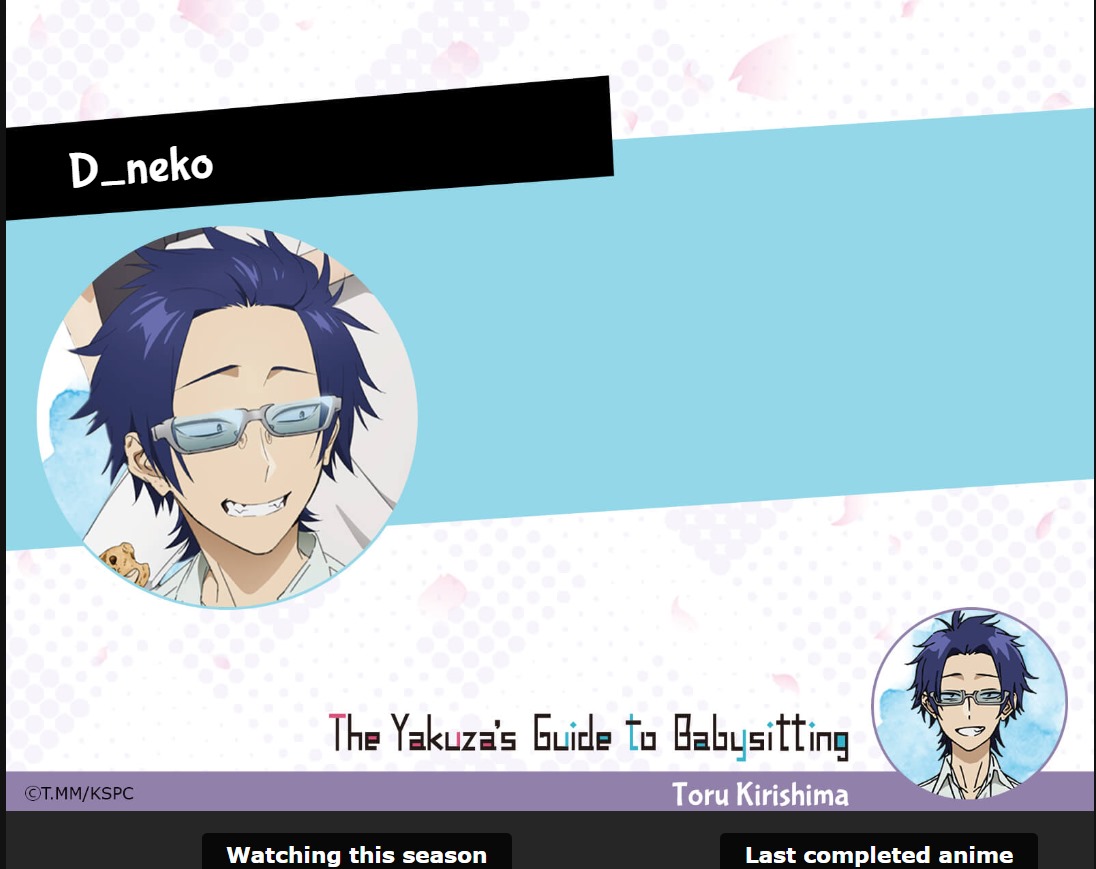 D_neko
The Yakuza's Guide to Babysitting
©T.MM/KSPC
Toru Kirishima
Watching this season
Last completed anime